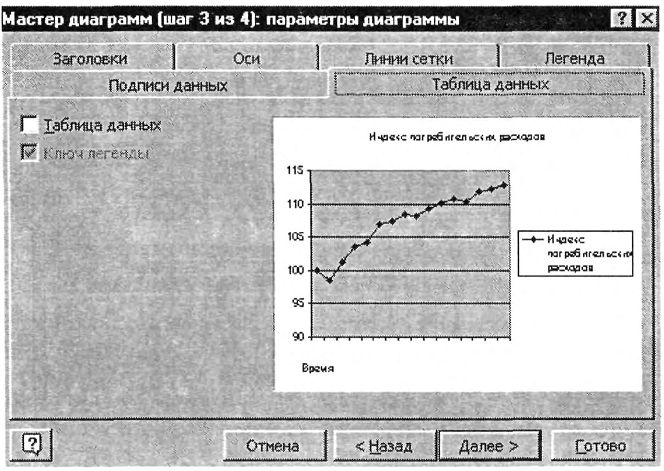 Мастер диаграмм (шаг 3 из 4): параметры диаграммы
Заголовки
Оси
Линии сетки
Легенда
Подписи данных
Таблица данных
Таблица данных
Ключ легенды
Индекс потребительских расходов
115
110
105
100
95
90
Время
Индекс
потребительских
расходов
Отмена
< Назад
Далее >
Готово